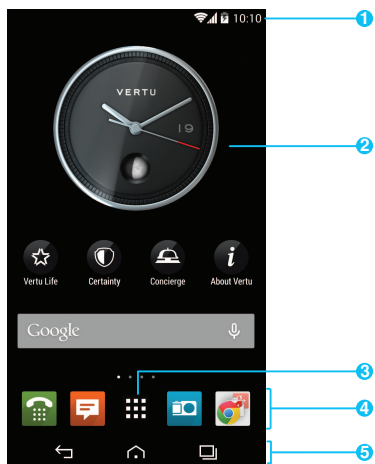 10:10
1
VERTU
19
2
Vertu Life
Certainty
Concierge
About Vertu
Google
3
4
5